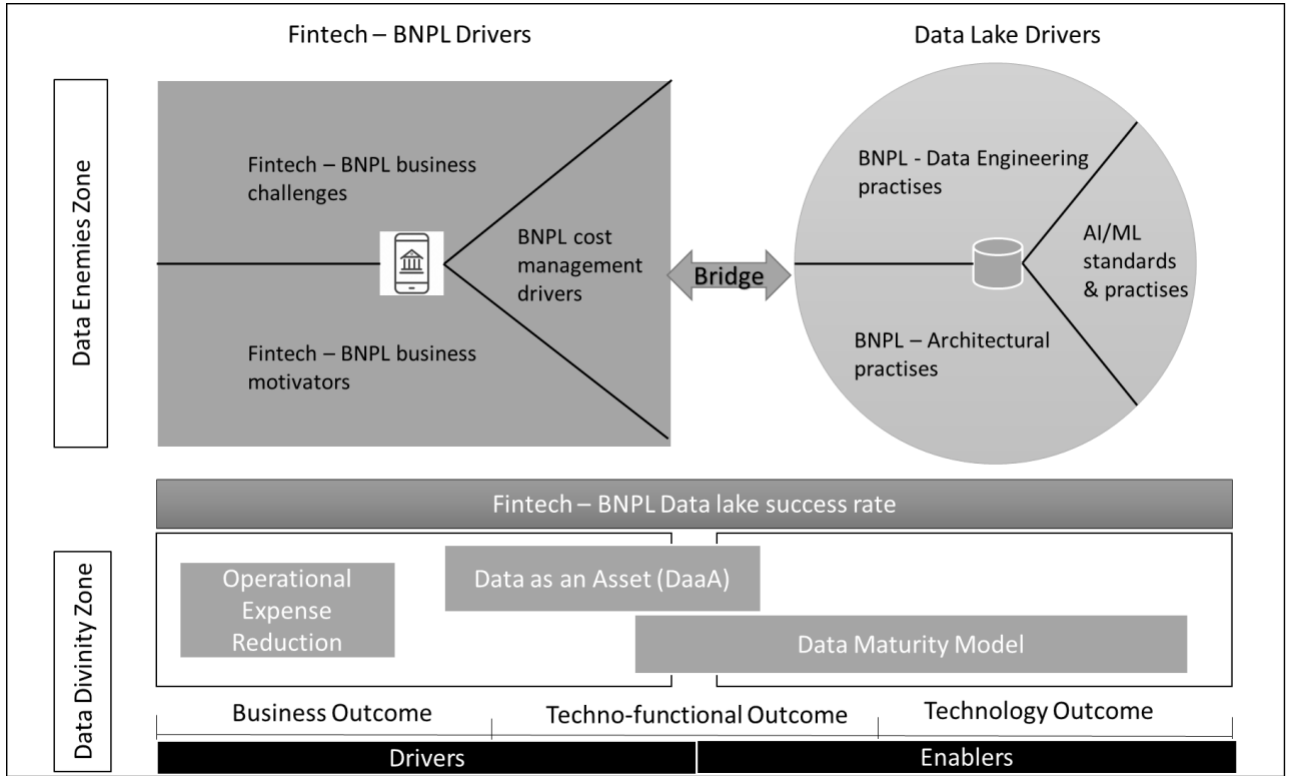 Fintech – BNPL Drivers
Data Lake Drivers
Data Enemies Zone
Fintech – BNPL business
challenges
BNPL cost
management
drivers
Fintech – BNPL business
motivators
Bridge
BNPL - Data Engineering
practises
AI/ML
standards
& practises
BNPL – Architectural
practises
Fintech – BNPL Data lake success rate
Data Divinity Zone
Operational
Expense
Reduction
Data as an Asset (DaaA)
Data Maturity Model
Business Outcome
Techno-functional Outcome
Technology Outcome
Drivers
Enablers